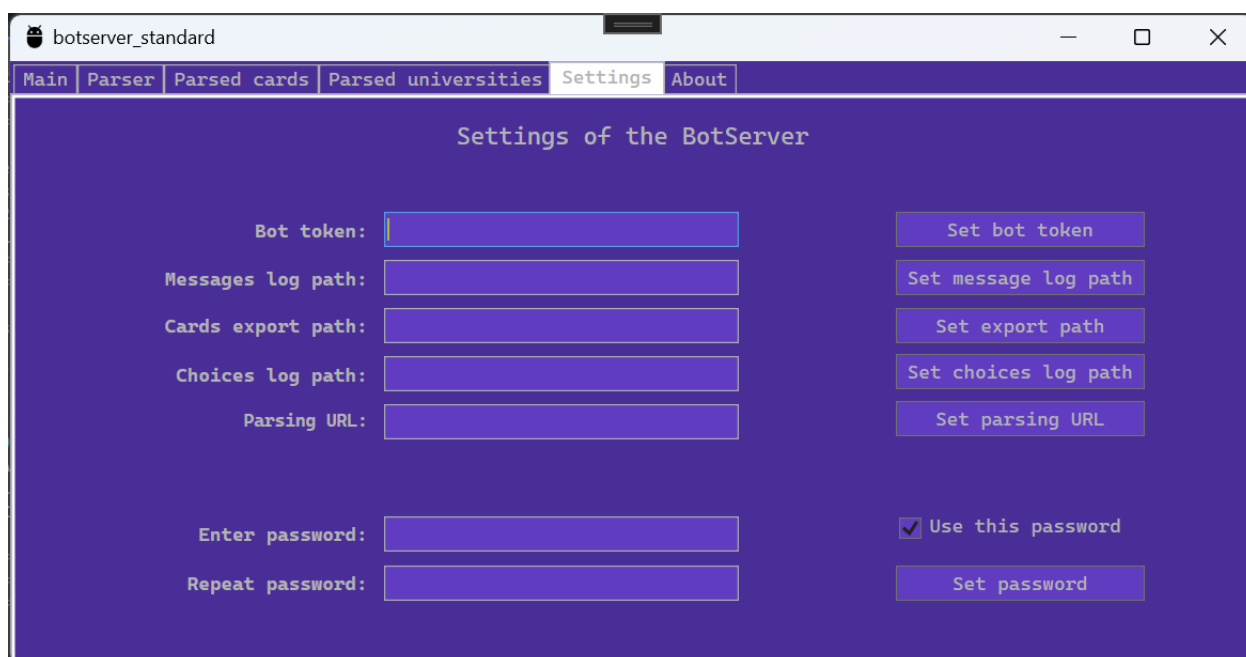 botserver_standard
Main Parser Parsed cards Parsed universities Settings About
Settings of the BotServer
Bot token: Set bot token
Messages log path: Set message log path
Cards export path: Set export path
Choices log path: Set choices log path
Parsing URL: Set parsing URL
Enter password: Use this password
Repeat password: Set password